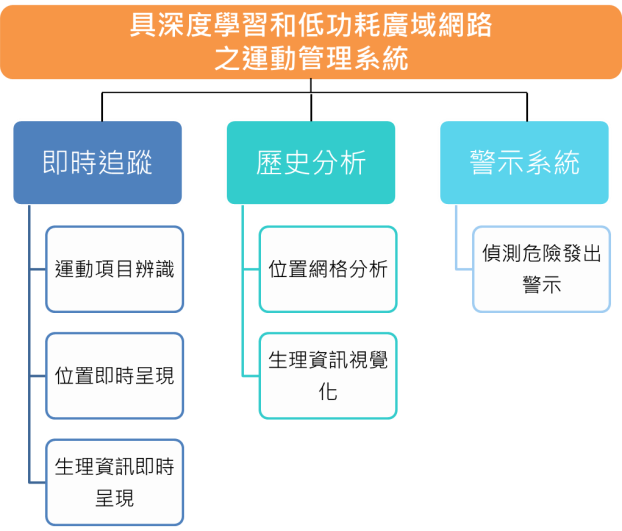 具深度學習和低功耗廣域網路
之運動管理系統
即時追蹤
歷史分析
警示系統
運動項目辨識
位置即時呈現
生理資訊即時
呈現
位置網格分析
生理資訊視覺
化
偵測危險發出
警示